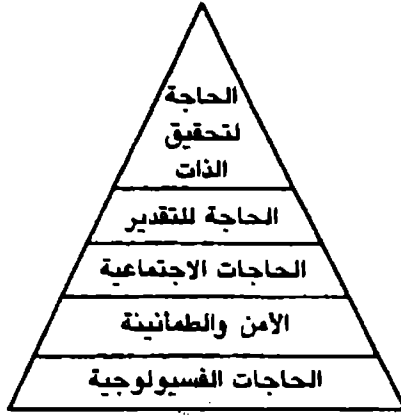 الحاجة
لتحقيق
الذات
الحاجة للتقدير
الحاجات الاجتماعية
الأمن والطمأنينة
الحاجات الفسيولوجية